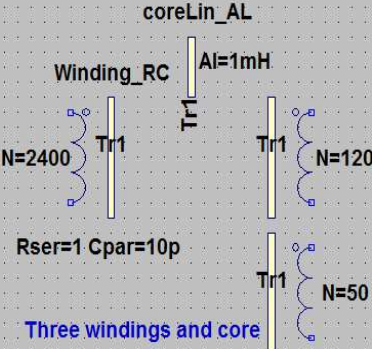 coreLin_AL
Al=1mH
Winding_RC
Tr1
Tr1
Tr1
N=2400
N=120
Rser=1 Cpar=10p
Tr1
N=50
Three windings and core